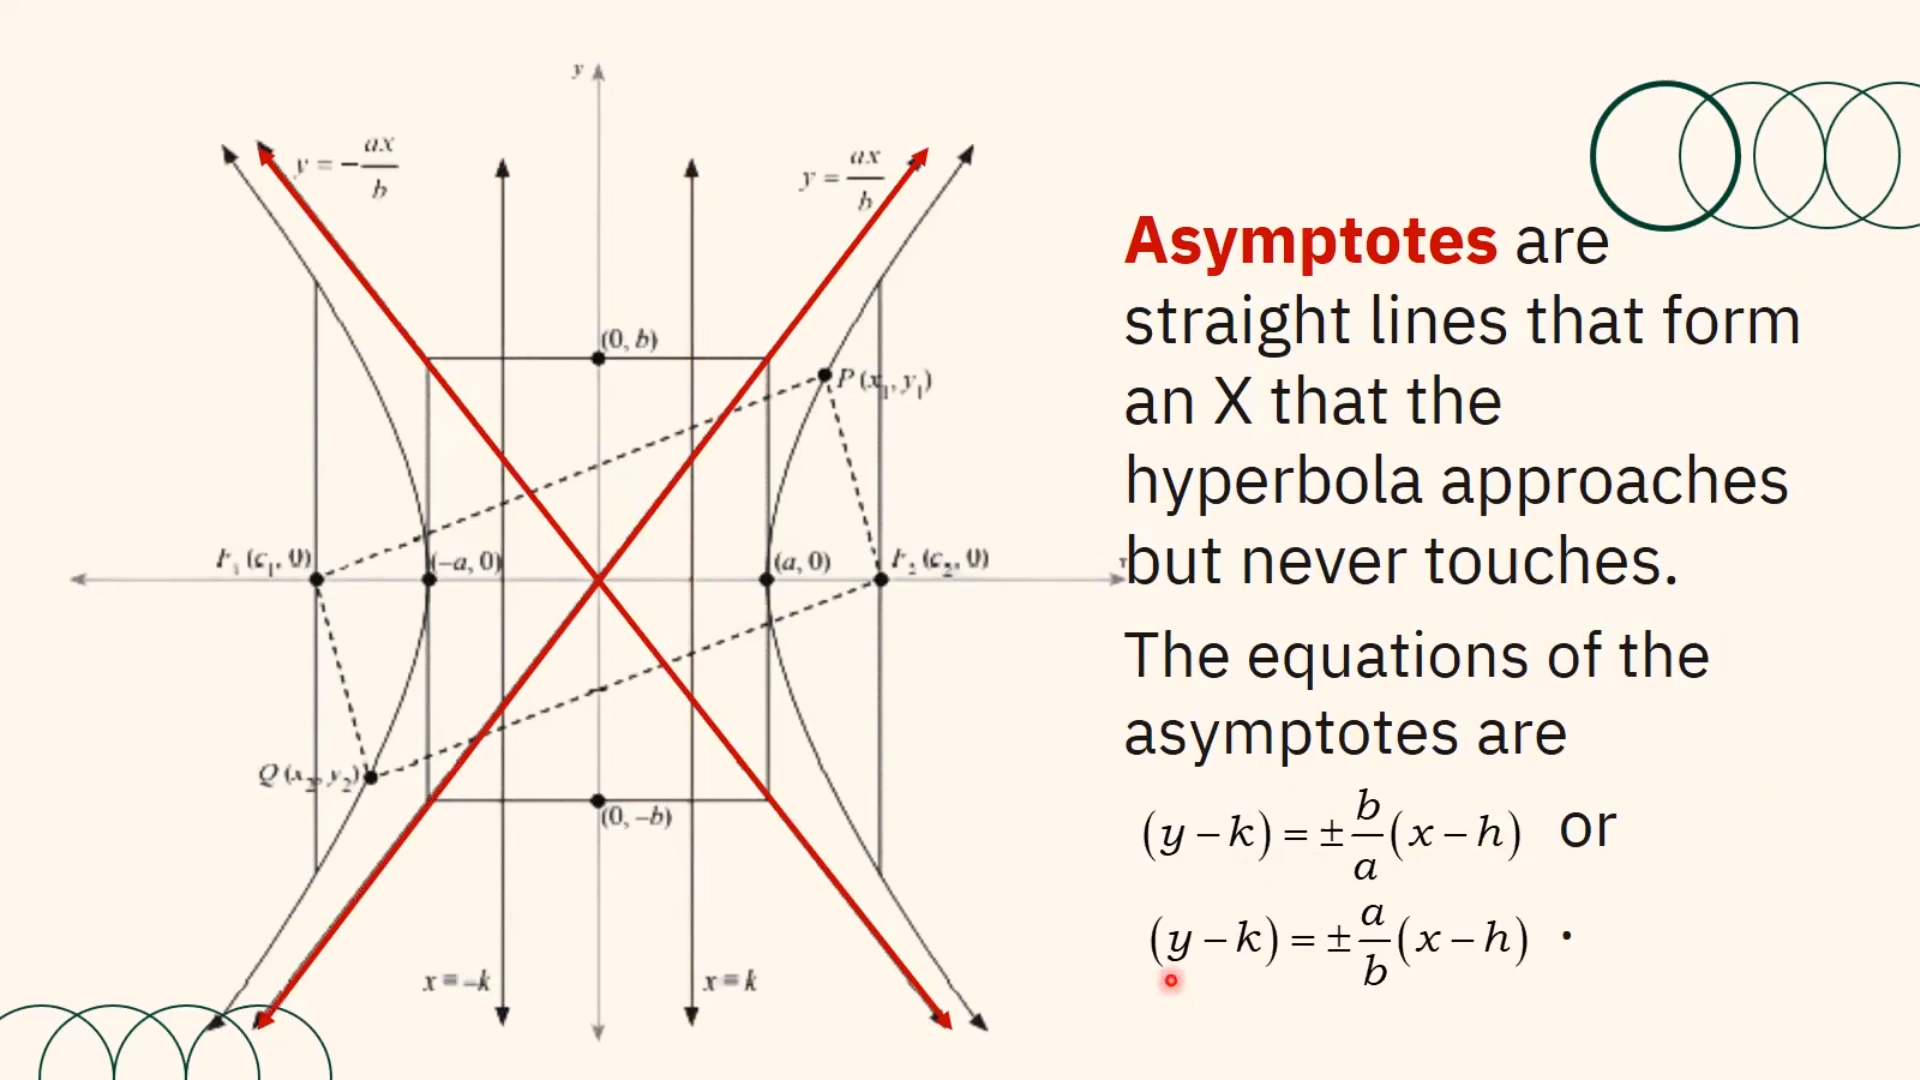 y
y = -ax/b
y = ax/b
(0, b)
P (x₁, y₁)
F₁ (c₁, 0)
(–a, 0)
(a, 0)
F₂ (c₂, 0)
Q (x₂, y₂)
(0, –b)
x = –k
x = k
Asymptotes are
straight lines that form
an X that the
hyperbola approaches
but never touches.
The equations of the
asymptotes are
(y – k) = ± b/a (x – h) or
(y – k) = ± a/b (x – h) .